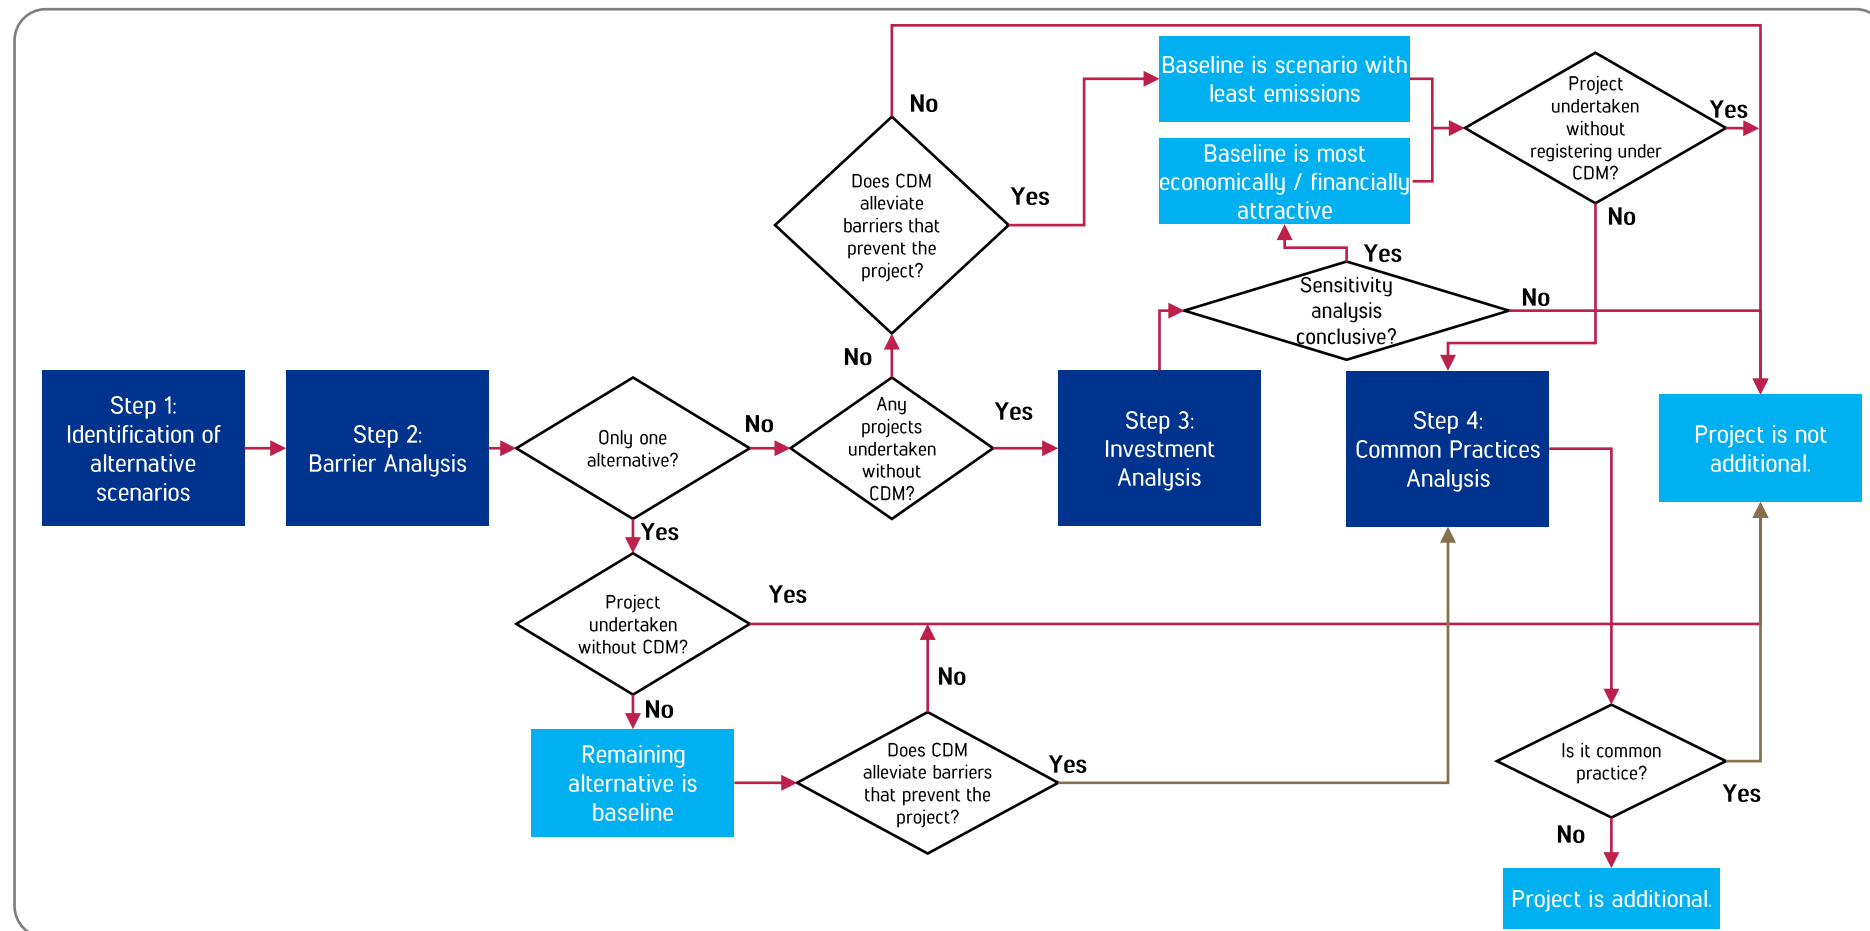 No
Baseline is scenario with
least emissions
Project
undertaken
without
registering under
CDM?
Yes
Baseline is most
economically / financially
attractive
Does CDM
alleviate
barriers that
prevent the
project?
Yes
No
Yes
Sensitivity
analysis
conclusive?
No
No
Step 1:
Identification of
alternative
scenarios
Step 2:
Barrier Analysis
Only one
alternative?
No
Any
projects
undertaken
without
CDM?
Yes
Step 3:
Investment
Analysis
Step 4:
Common Practices
Analysis
Project is not
additional.
Yes
Project
undertaken
without CDM?
Yes
No
No
Remaining
alternative is
baseline
Does CDM
alleviate barriers
that prevent the
project?
Yes
Is it common
practice?
Yes
No
Project is additional.